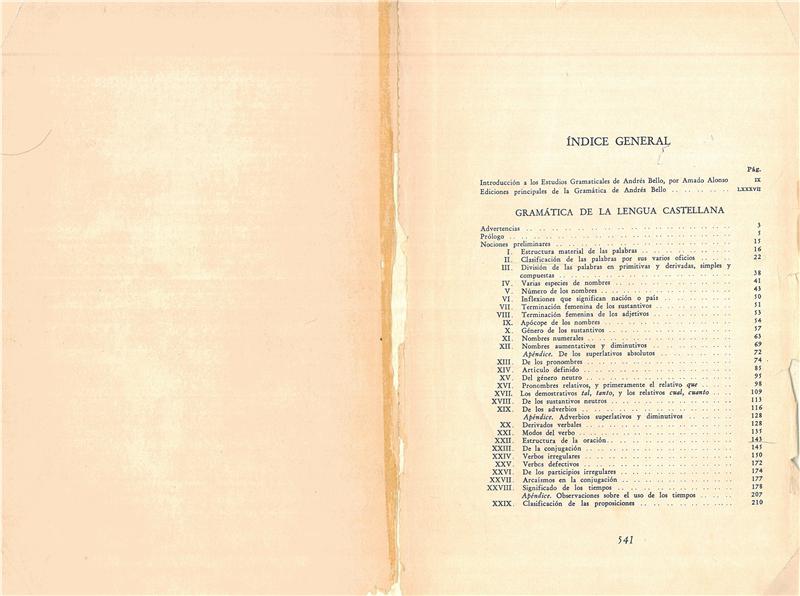 ÍNDICE GENERAL
Pág.
Introducción a los Estudios Gramaticales de Andrés Bello, por Amado Alonso IX
Ediciones principales de la Gramática de Andrés Bello . . . . . . LXXXVII
GRAMÁTICA DE LA LENGUA CASTELLANA
Advertencias . . . . . . 3
Prólogo . . . . . . 5
Nociones preliminares . . . . . . 15
I. Estructura material de las palabras . . . . . . 16
II. Clasificación de las palabras por sus varios oficios . . . . . . 22
III. División de las palabras en primitivas y derivadas, simples y
compuestas . . . . . . 38
IV. Varias especies de nombres . . . . . . 41
V. Número de los nombres . . . . . . 43
VI. Inflexiones que significan nación o país . . . . . . 50
VII. Terminación femenina de los sustantivos . . . . . . 51
VIII. Terminación femenina de los adjetivos . . . . . . 53
IX. Apócope de los nombres . . . . . . 54
X. Género de los sustantivos . . . . . . 57
XI. Nombres numerales . . . . . . 63
XII. Nombres aumentativos y diminutivos . . . . . . 69
Apéndice. De los superlativos absolutos . . . . . . 72
XIII. De los pronombres . . . . . . 74
XIV. Artículo definido . . . . . . 85
XV. Del género neutro . . . . . . 95
XVI. Pronombres relativos, y primeramente el relativo que . . . . . . 98
XVII. Los demostrativos tal, tanto, y los relativos cual, cuanto . . . . . . 109
XVIII. De los sustantivos neutros . . . . . . 113
XIX. De los adverbios . . . . . . 116
Apéndice. Adverbios superlativos y diminutivos . . . . . . 128
XX. Derivados verbales . . . . . . 128
XXI. Modos del verbo . . . . . . 135
XXII. Estructura de la oración . . . . . . 143
XXIII. De la conjugación . . . . . . 145
XXIV. Verbos irregulares . . . . . . 150
XXV. Verbos defectivos . . . . . . 172
XXVI. De los participios irregulares . . . . . . 174
XXVII. Arcaísmos en la conjugación . . . . . . 177
XXVIII. Significado de los tiempos . . . . . . 178
Apéndice. Observaciones sobre el uso de los tiempos . . . . . . 207
XXIX. Clasificación de las proposiciones . . . . . . 210
541